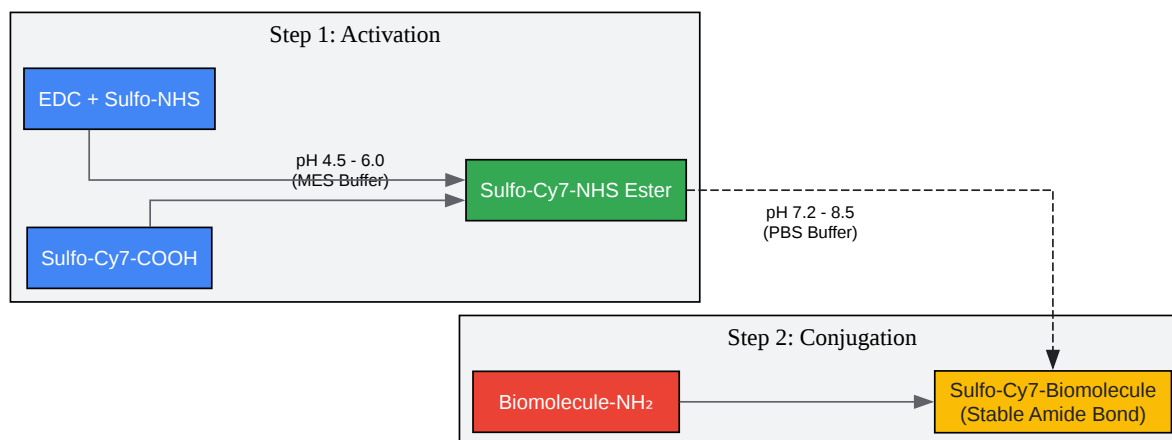 Step 1: Activation
EDC + Sulfo-NHS
pH 4.5 - 6.0
(MES Buffer)
Sulfo-Cy7-NHS Ester
Sulfo-Cy7-COOH
pH 7.2 - 8.5
(PBS Buffer)
Step 2: Conjugation
Biomolecule-NH₂
Sulfo-Cy7-Biomolecule
(Stable Amide Bond)